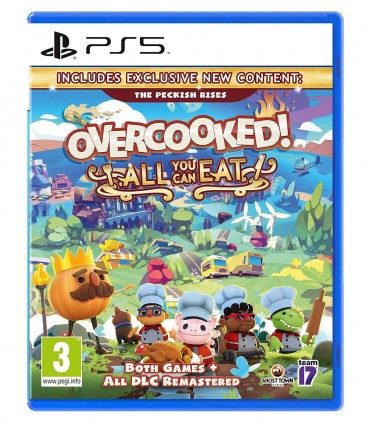 PS5
INCLUDES EXCLUSIVE NEW CONTENT:
THE PECKISH RISES
OVERCOOKED!
ALL YOU CAN EAT
3
www.pegi.info
BOTH GAMES +
ALL DLC REMASTERED
GHOST TOWN
team
17